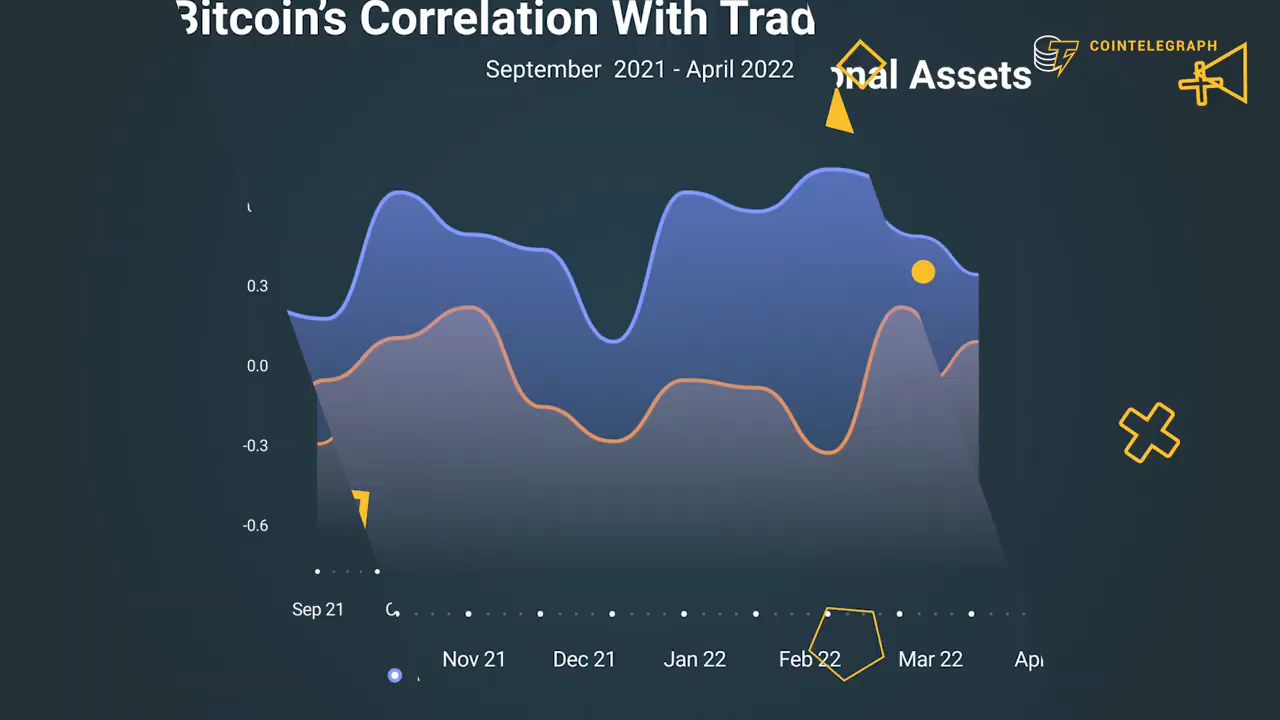 Bitcoin's Correlation With
onal Assets
September 2021 - April 2022
COINTELEGRAPH
0.3
0.0
-0.3
-0.6
Sep 21
Nov 21 Dec 21 Jan 22 Feb 22 Mar 22